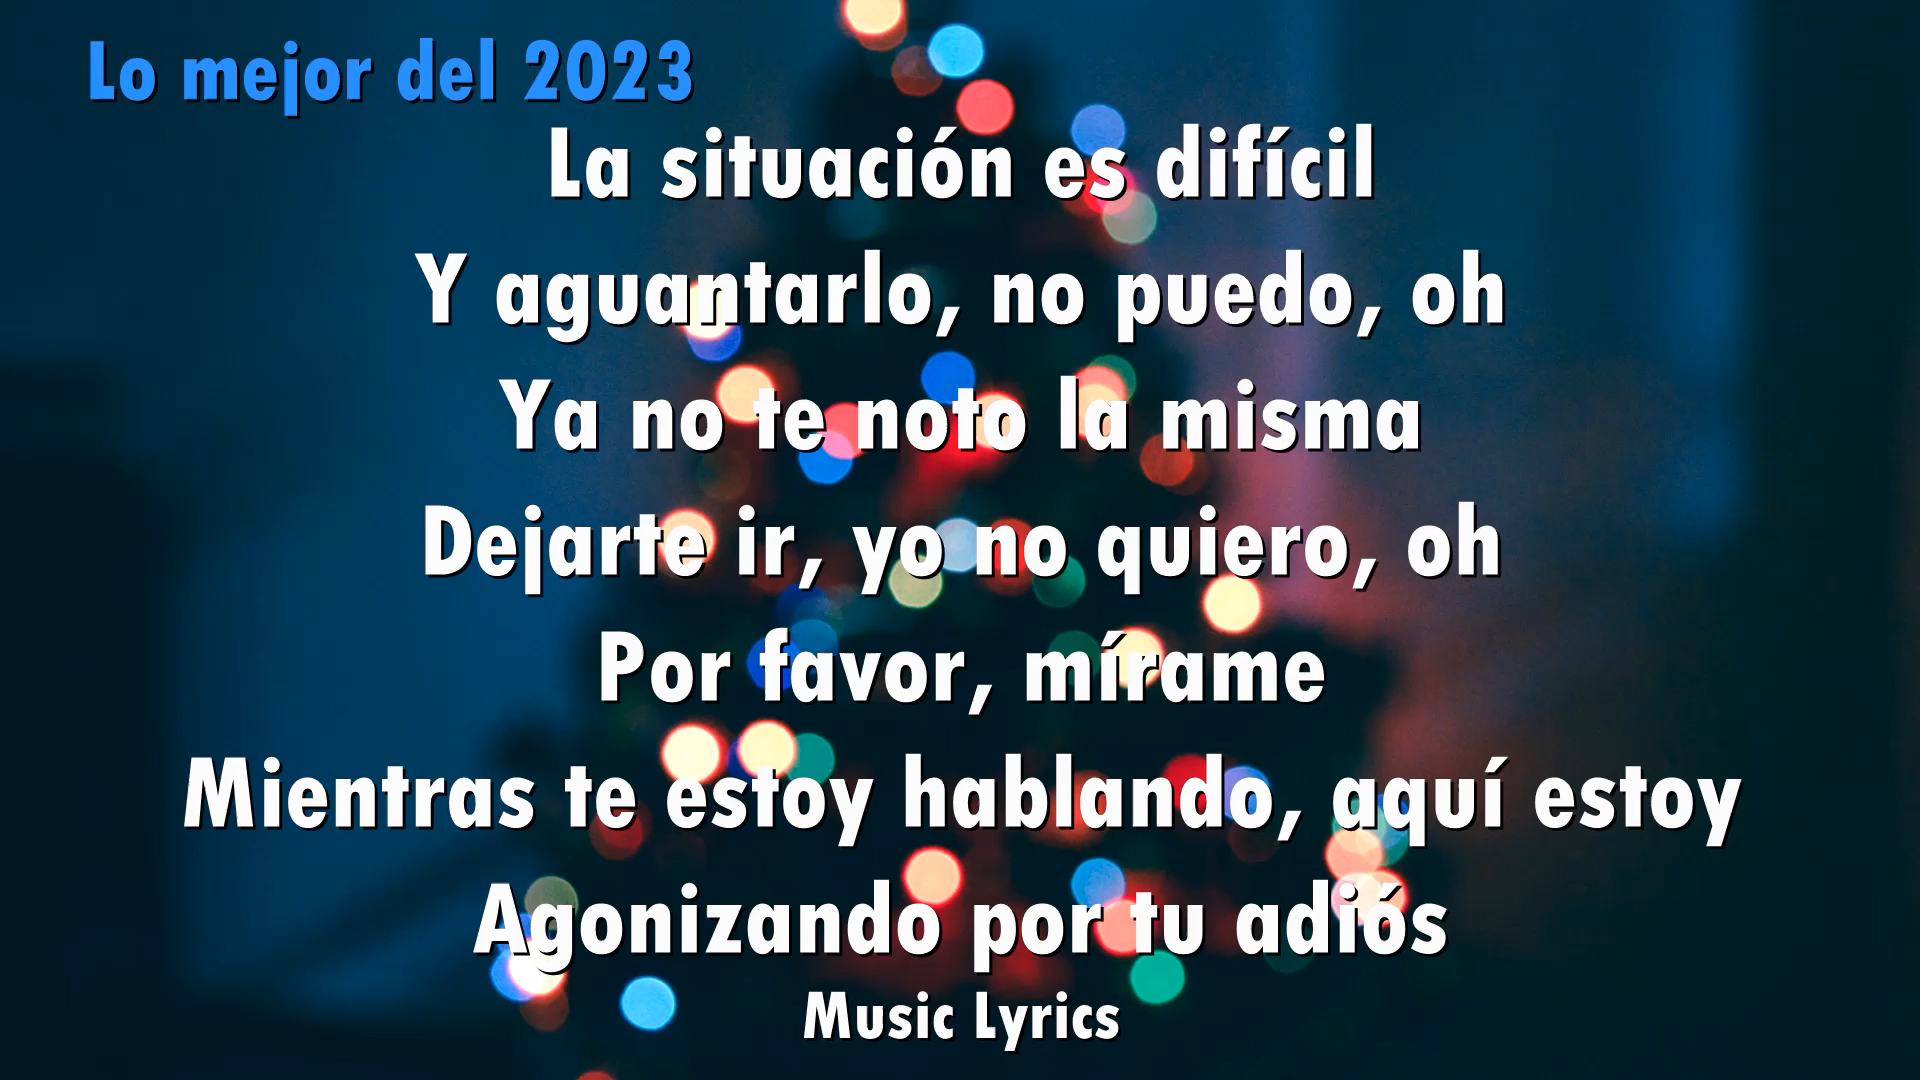 Lo mejor del 2023
La situación es difícil
Y aguantarlo, no puedo, oh
Ya no te noto la misma
Dejarte ir, yo no quiero, oh
Por favor, mírame
Mientras te estoy hablando, aquí estoy
Agonizando por tu adiós
Music Lyrics